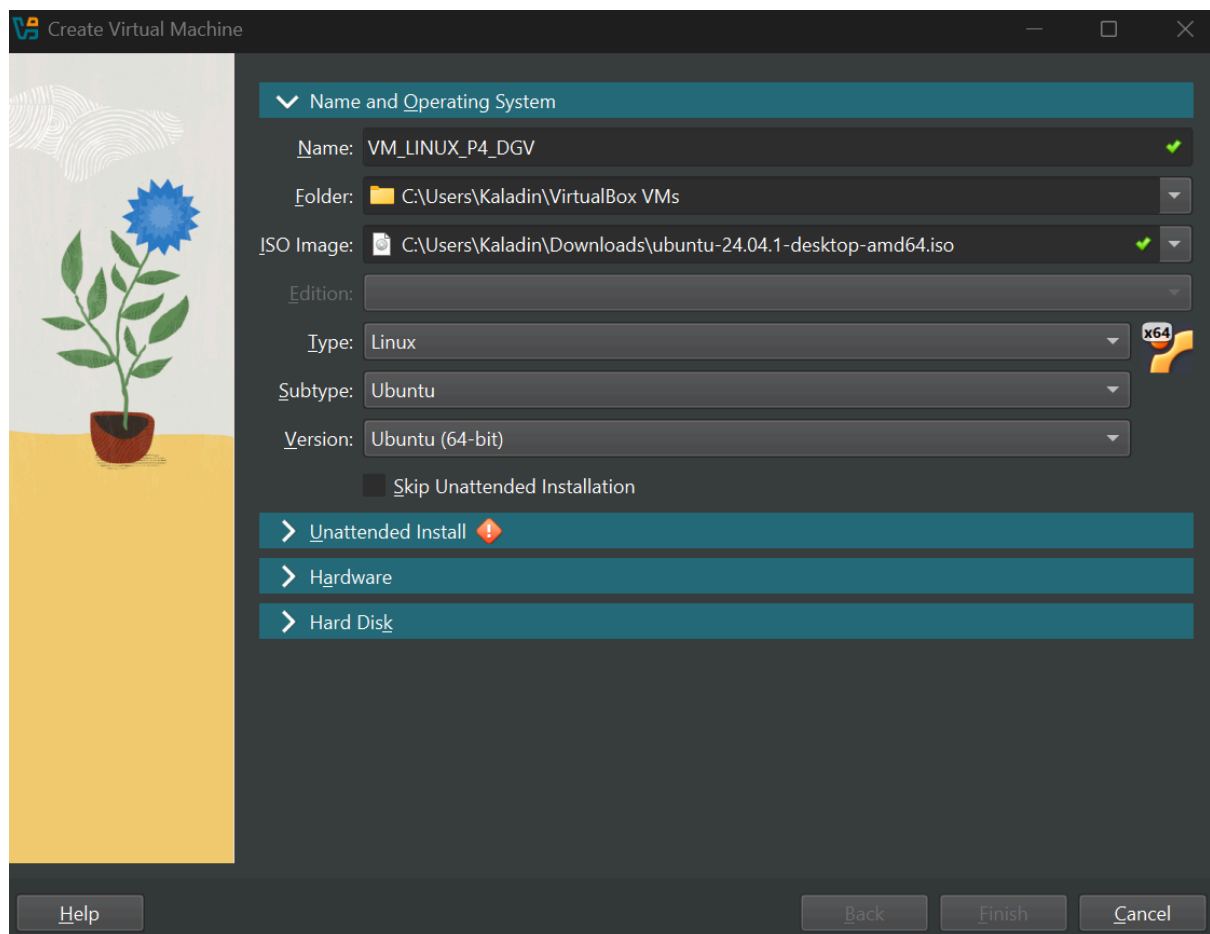 Create Virtual Machine
Name and Operating System
Name: VM_LINUX_P4_DGV
Folder: C:\Users\Kaladin\VirtualBox VMs
ISO Image: C:\Users\Kaladin\Downloads\ubuntu-24.04.1-desktop-amd64.iso
Edition:
x64
Type: Linux
Subtype: Ubuntu
Version: Ubuntu (64-bit)
Skip Unattended Installation
Unattended Install
Hardware
Hard Disk
Help Back Finish Cancel